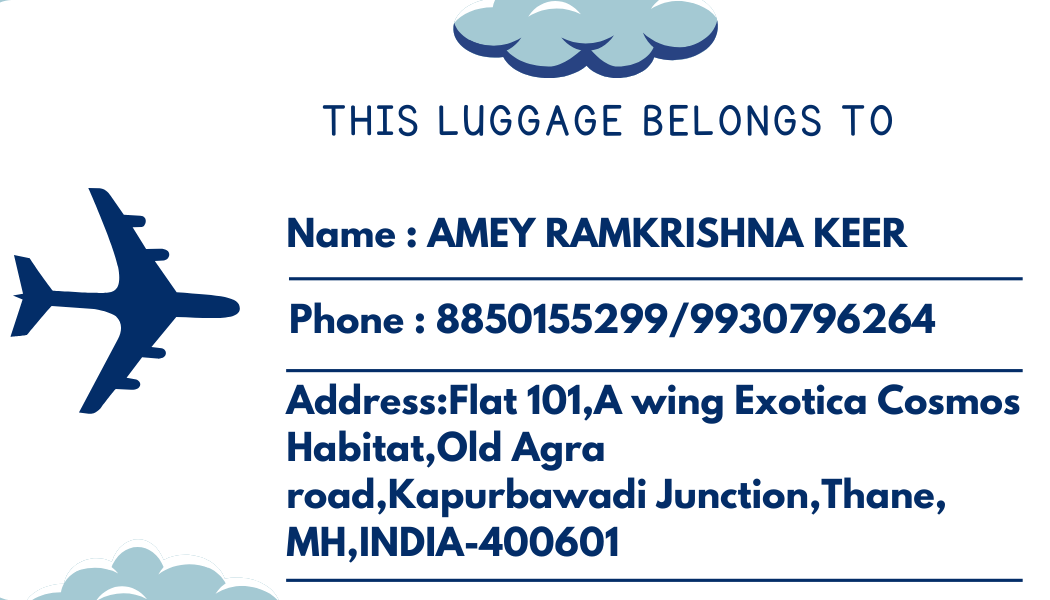 THIS LUGGAGE BELONGS TO
Name : AMEY RAMKRISHNA KEER
Phone : 8850155299/9930796264
Address:Flat 101,A wing Exotica Cosmos
Habitat,Old Agra
road,Kapurbawadi Junction,Thane,
MH,INDIA-400601